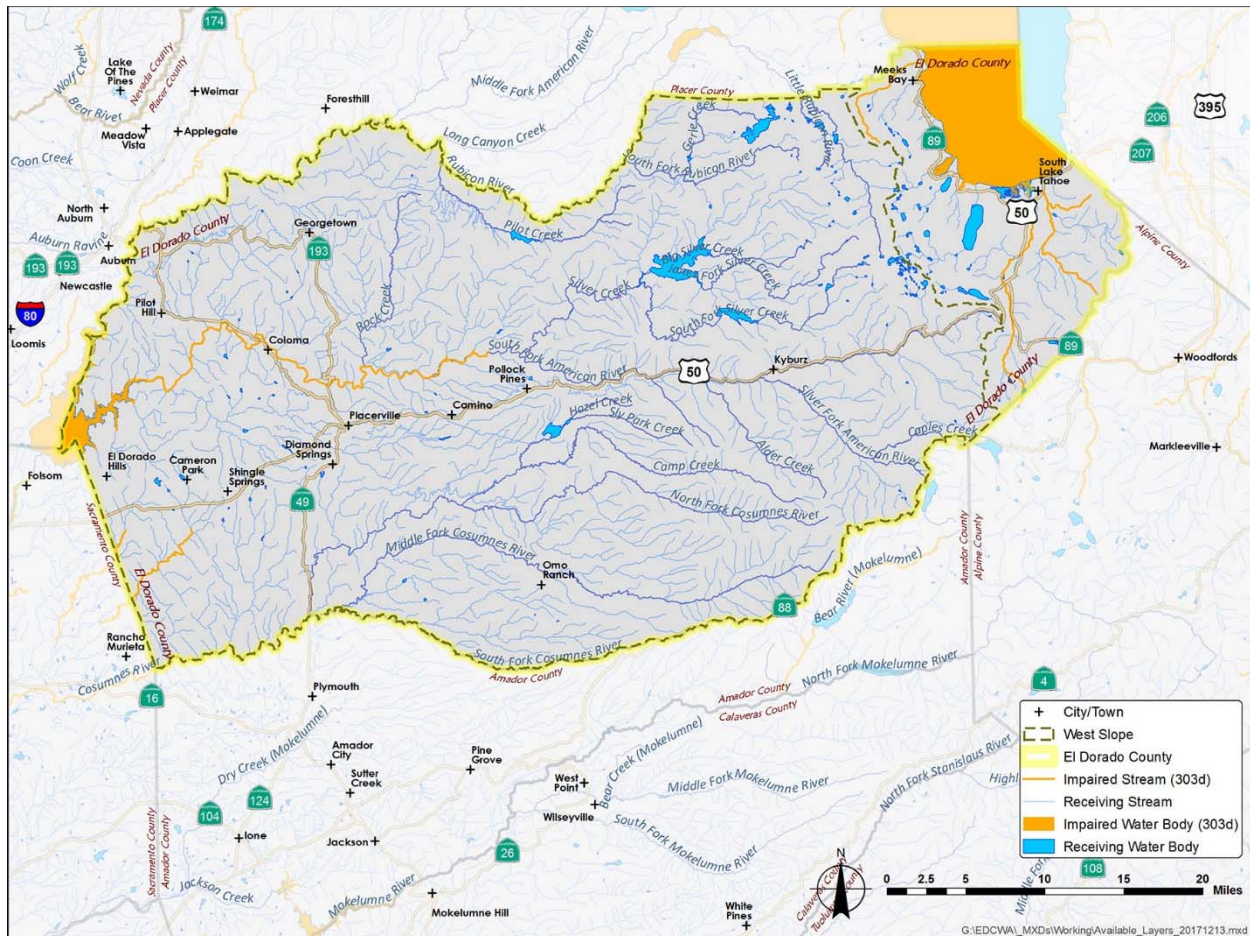 174
Lake
Of The
Pines
Weimar
Wolf Creek
Nevada County
Placer County
Bear River
Meadow
Vista
Applegate
Foresthill
Middle Fork American River
Long Canyon Creek
Coon Creek
North
Auburn
Auburn Ravine
Auburn
193
193
Newcastle
80
Loomis
Rubicon River
Placer County
Gerle Creek
Little Rubicon River
South Fork Rubicon River
Meeks
Bay
El Dorado County
89
South
Lake
Tahoe
50
395
206
207
Alpine County
El Dorado County
Georgetown
193
Pilot Creek
Silver Creek
South Fork Silver Creek
Rock Creek
Pilot
Hill
Coloma
South Fork American River
Pollock
Pines
50
Kyburz
89
Woodfords
El Dorado County
Silver Fork American River
Caples Creek
Markleeville
Camino
Placerville
Hazel Creek
Sly Park Creek
Alder Creek
Camp Creek
North Fork Cosumnes River
Diamond
Springs
El Dorado
Hills
Cameron
Park
Shingle
Springs
Folsom
49
Sacramento County
El Dorado County
Middle Fork Cosumnes River
Omo
Ranch
88
Bear River (Mokelumne)
Amador County
Alpine County
Rancho
Murieta
Cosumnes River
South Fork Cosumnes River
Amador County
16
Plymouth
North Fork Mokelumne River
Amador County
Calaveras County
4
Dry Creek (Mokelumne)
Amador
City
Sutter
Creek
Pine
Grove
West
Point
Wilseyville
Bear Creek (Mokelumne)
Middle Fork Mokelumne River
South Fork Mokelumne River
North Fork Stanislaus River
124
104
Ione
Jackson
26
Sacramento County
Amador County
Jackson Creek
Mokelumne River
Mokelumne Hill
White
Pines
Calaveras County
Tuolumne County
108
City/Town
West Slope
El Dorado County
Impaired Stream (303d)
Receiving Stream
Impaired Water Body (303d)
Receiving Water Body
N
0 2.5 5 10 15 20
Miles
G:\EDCWA\_MXDs\Working\Available_Layers_20171213.mxd